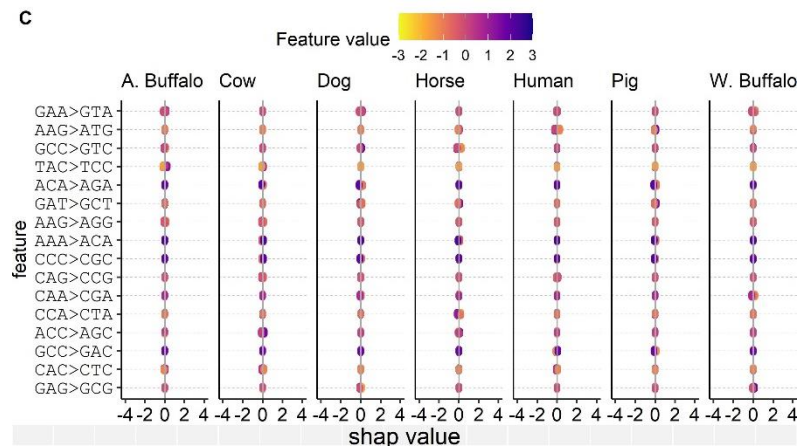 C
Feature value
-3 -2 -1 0 1 2 3
A. Buffalo Cow Dog Horse Human Pig W. Buffalo
feature
GAA>GTA
AAG>ATG
GCC>GTC
TAC>TCC
ACA>AGA
GAT>GCT
AAG>AGG
AAA>ACA
CCC>CGC
CAG>CCG
CAA>CGA
CCA>CTA
ACC>AGC
GCC>GAC
CAC>CTC
GAG>GCG
-4 -2 0 2 4 -4 -2 0 2 4 -4 -2 0 2 4 -4 -2 0 2 4 -4 -2 0 2 4 -4 -2 0 2 4 -4 -2 0 2 4
shap value